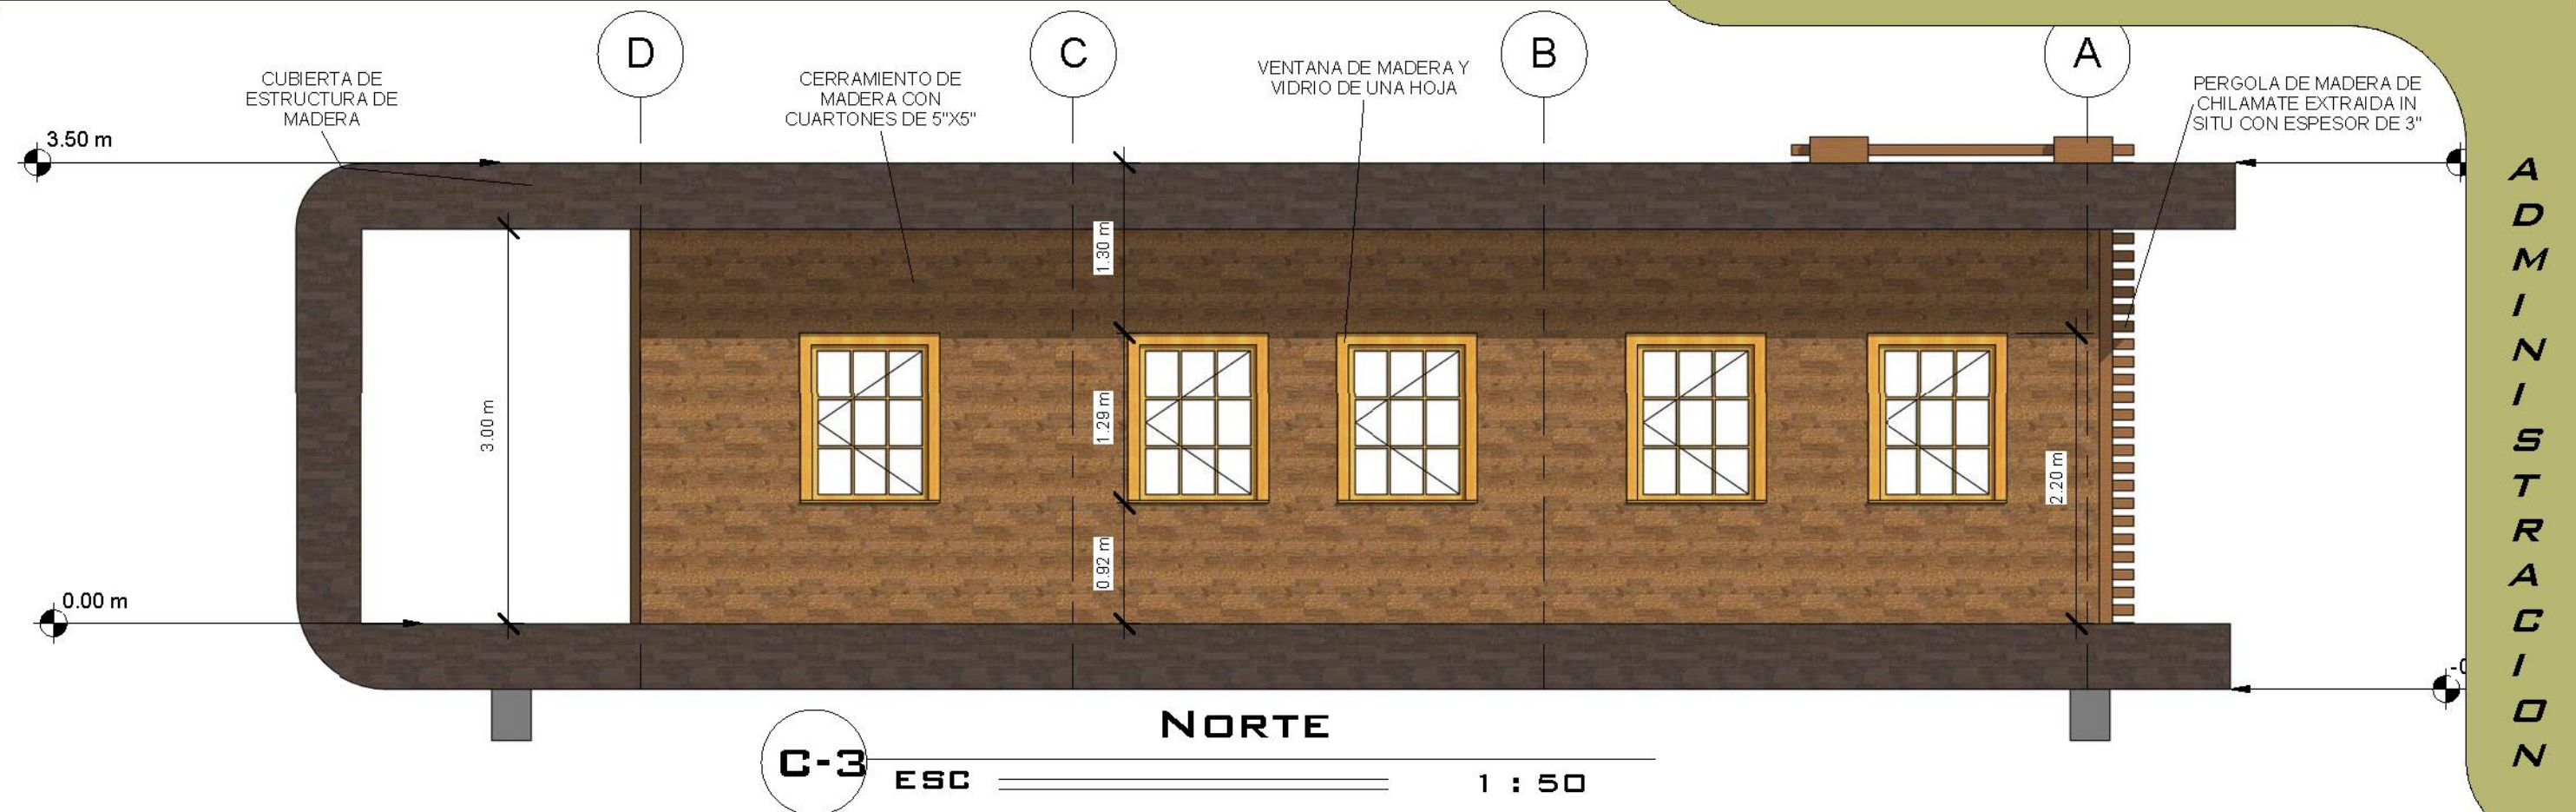 D
C
B
A
CUBIERTA DE
ESTRUCTURA DE
MADERA
CERRAMIENTO DE
MADERA CON
CUARTONES DE 5"X5"
VENTANA DE MADERA Y
VIDRIO DE UNA HOJA
PERGOLA DE MADERA DE
CHILAMATE EXTRAIDA IN
SITU CON ESPESOR DE 3"
3.50 m
1.30 m
3.00 m
1.29 m
2.20 m
0.92 m
0.00 m
NORTE
C-3
ESC 1 : 50
ADMINISTRACION